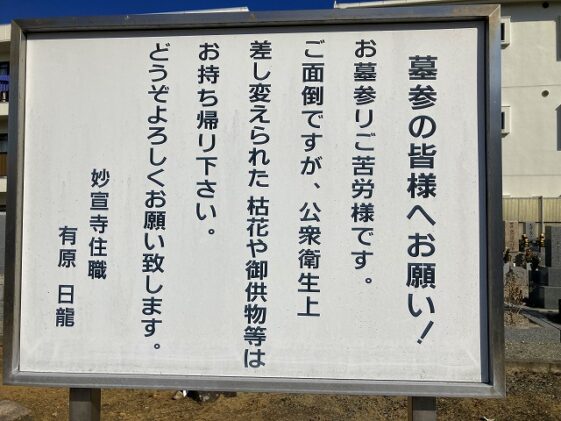 墓参の皆様へお願い!
お墓参りご苦労様です。
ご面倒ですが、公衆衛生上
差し変えられた 枯花や御供物等は
お持ち帰り下さい。
どうぞよろしくお願い致します。
妙宣寺住職
有原 日龍